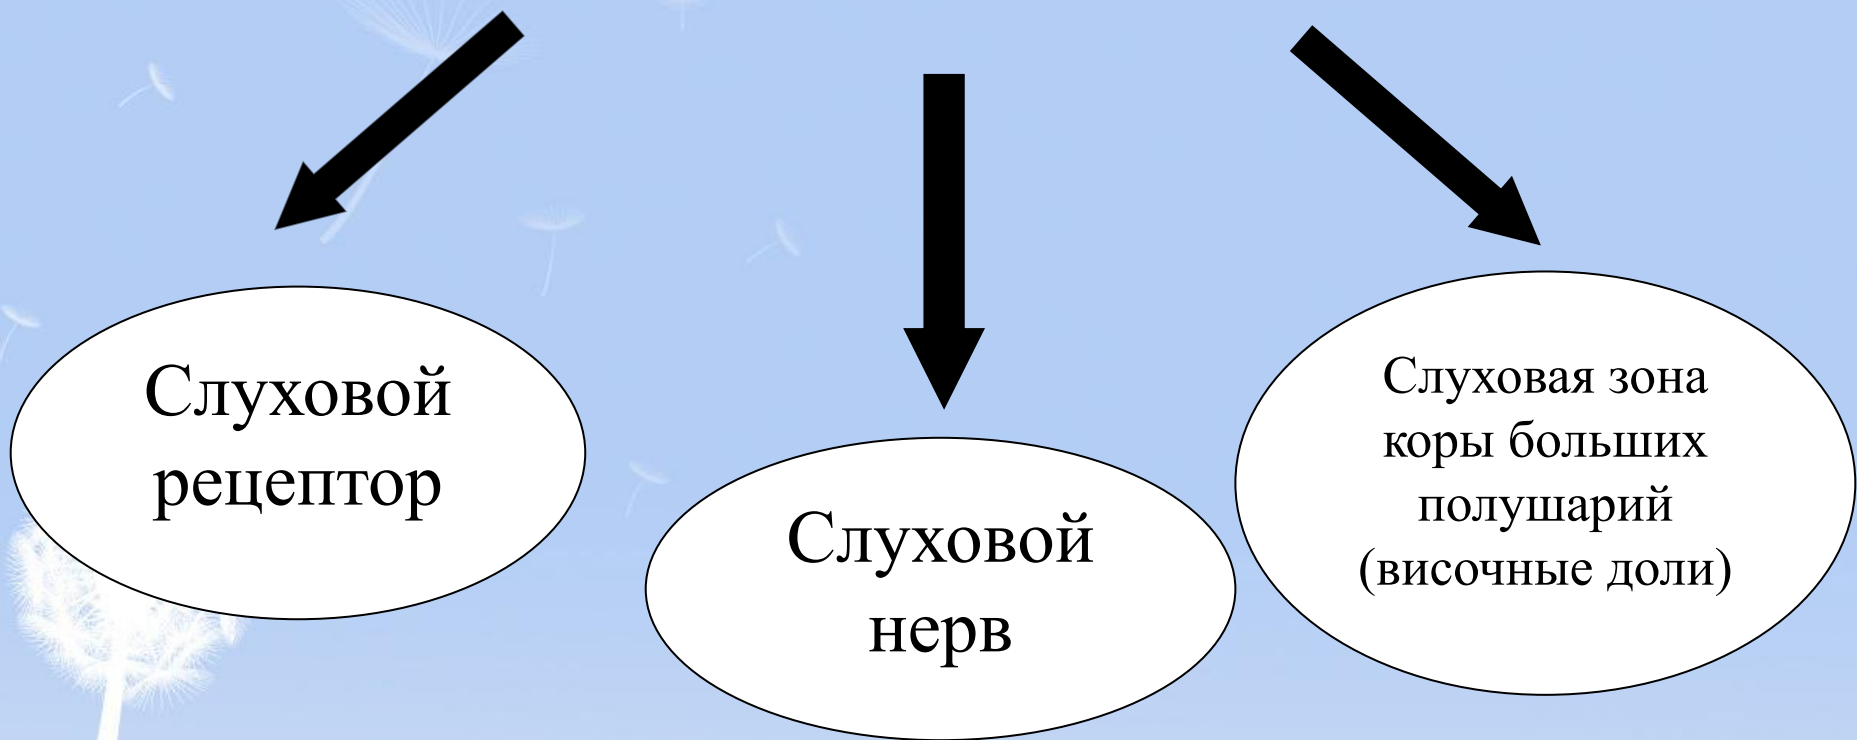 Слуховой
рецептор
Слуховой
нерв
Слуховая зона
коры больших
полушарий
(височные доли)